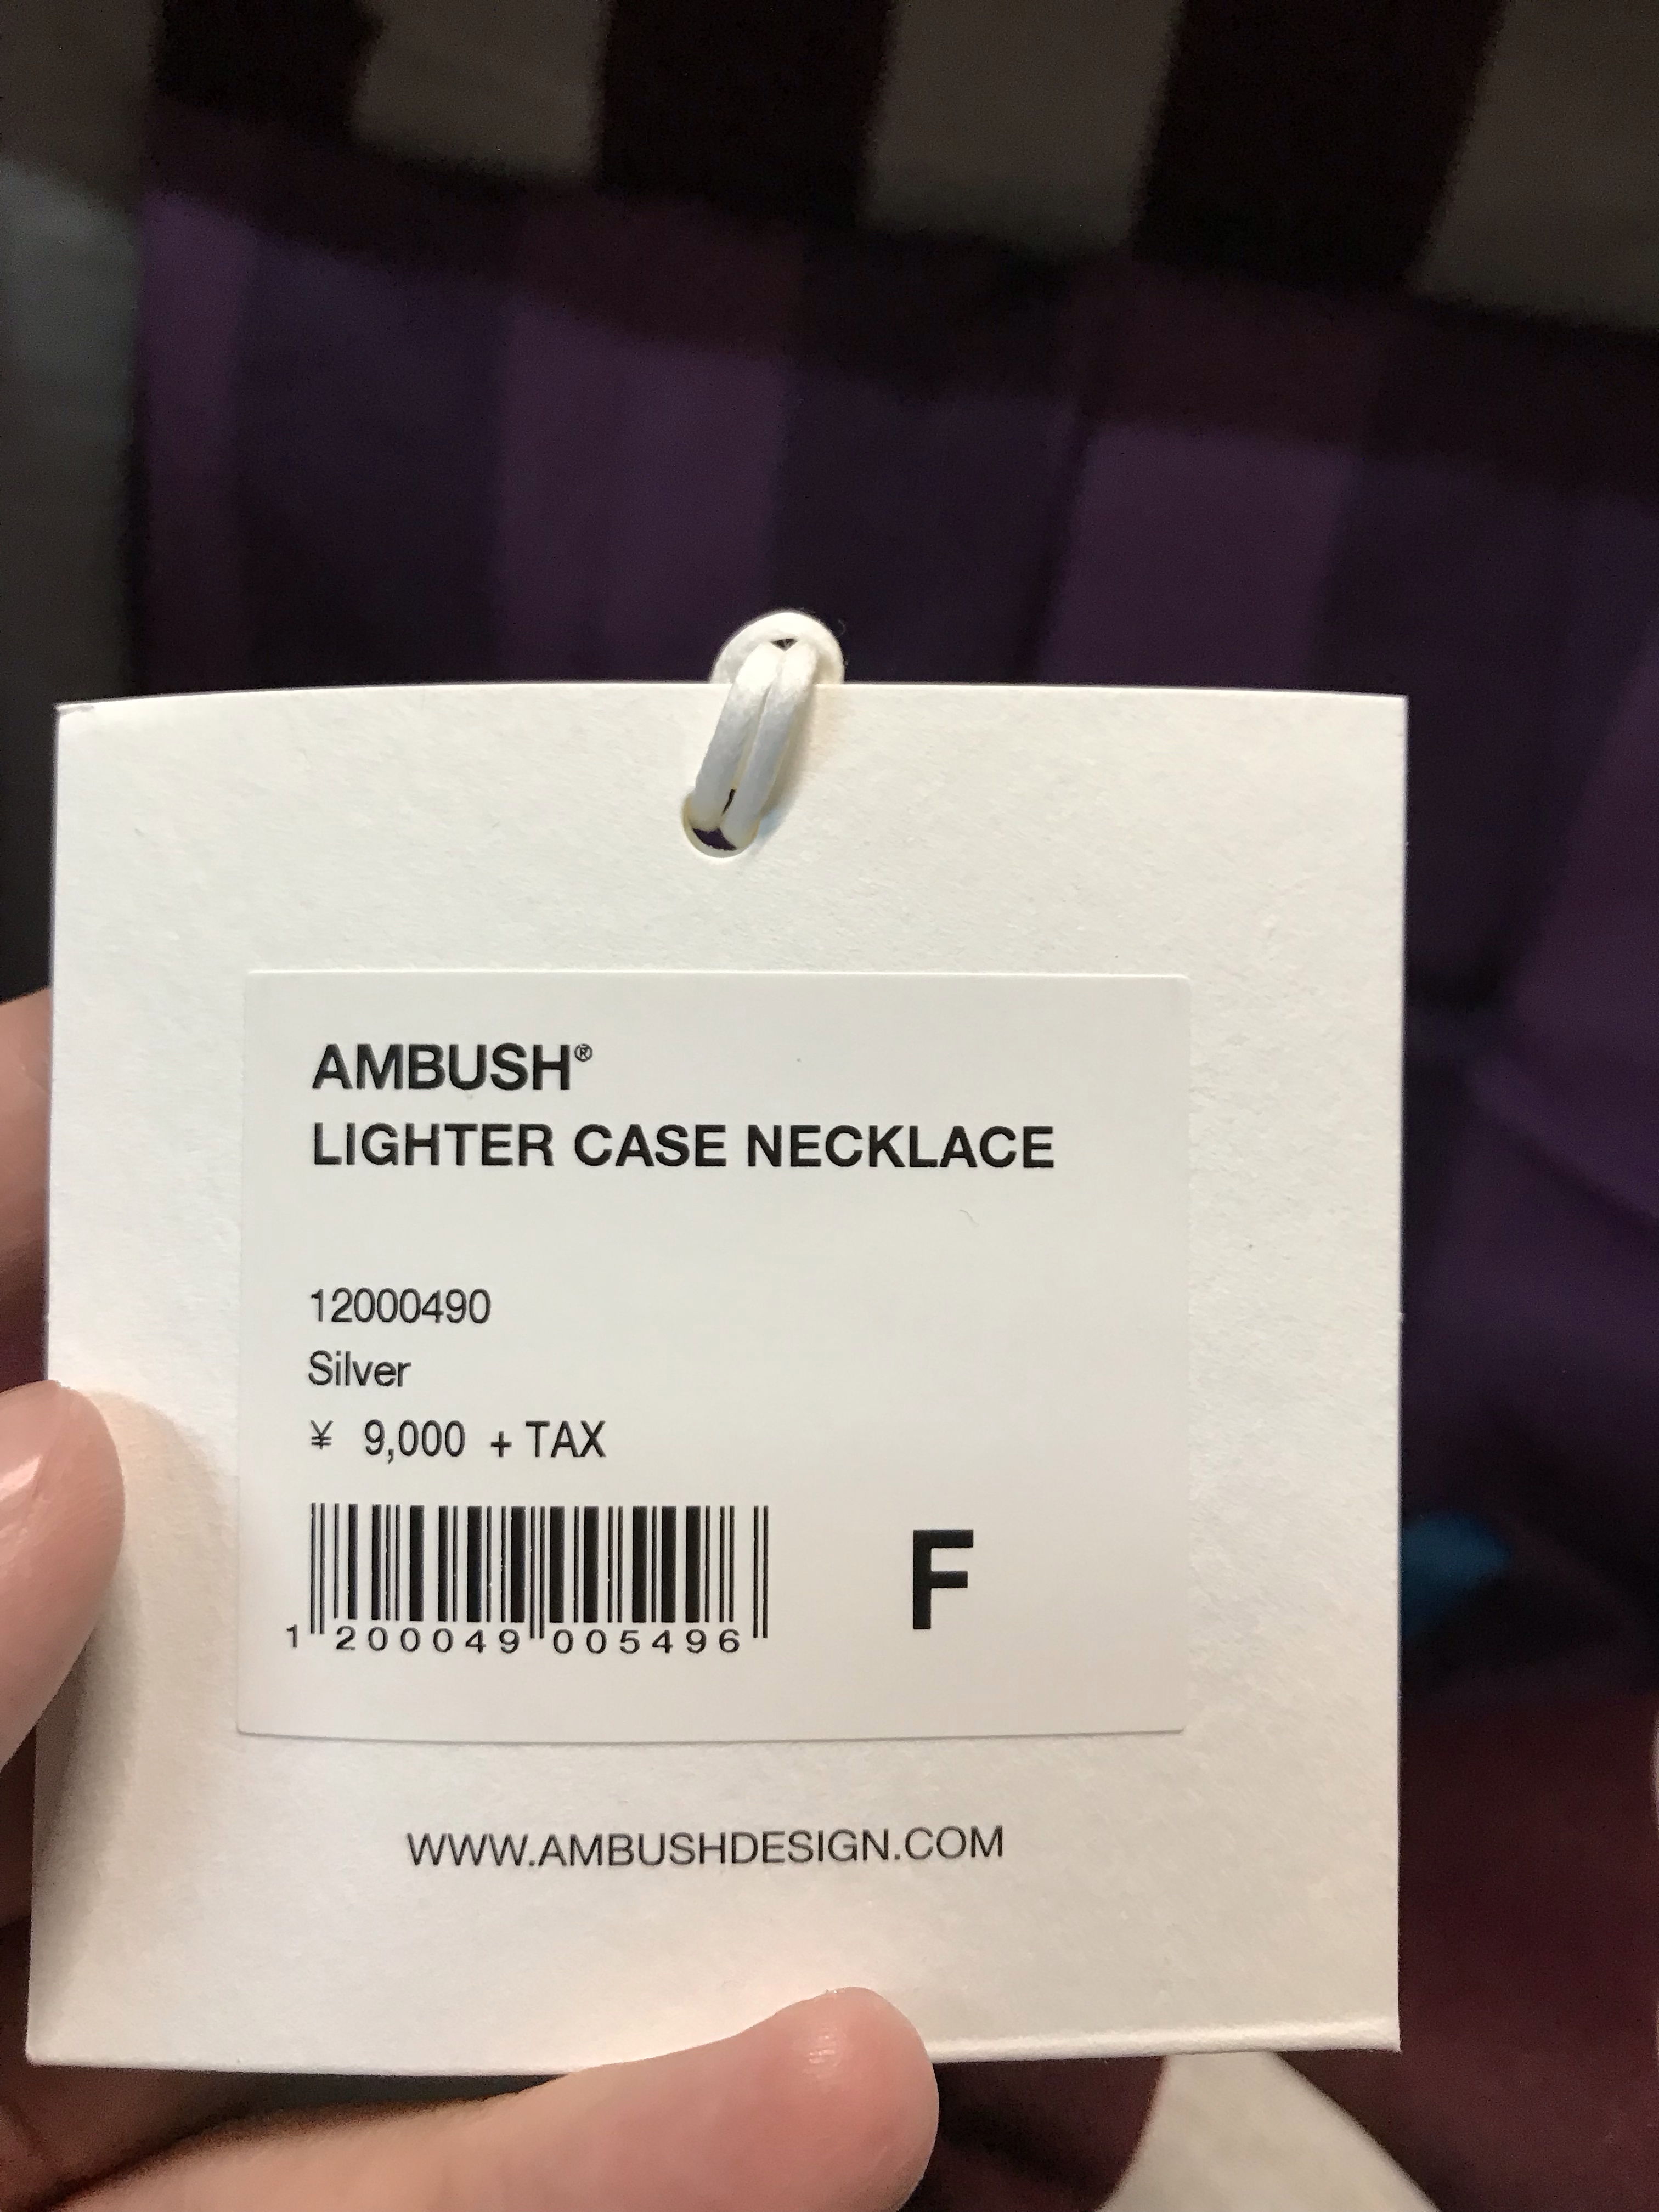 AMBUSH®
LIGHTER CASE NECKLACE
12000490
Silver
¥ 9,000 + TAX
1 200049 005496
F
WWW.AMBUSHDESIGN.COM